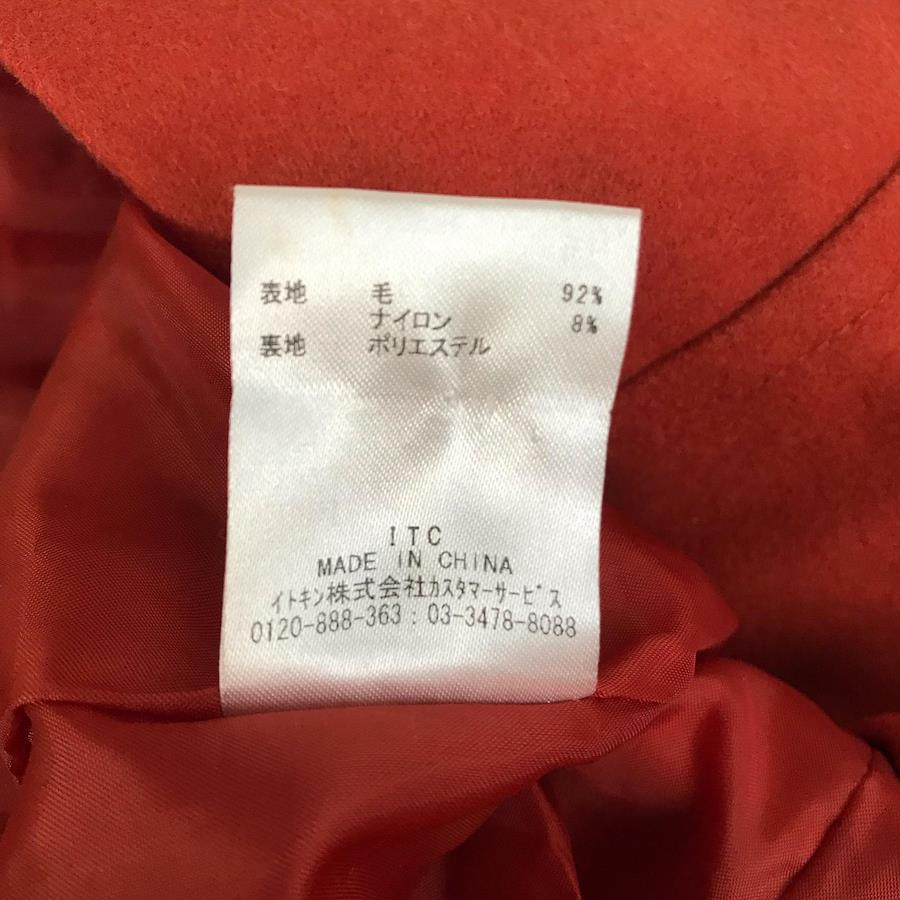 表地 毛 92%
ナイロン 8%
裏地 ポリエステル
ITC
MADE IN CHINA
イトキン株式会社ｶｽﾀﾏｰｻｰﾋﾞｽ
0120-888-363 : 03-3478-8088